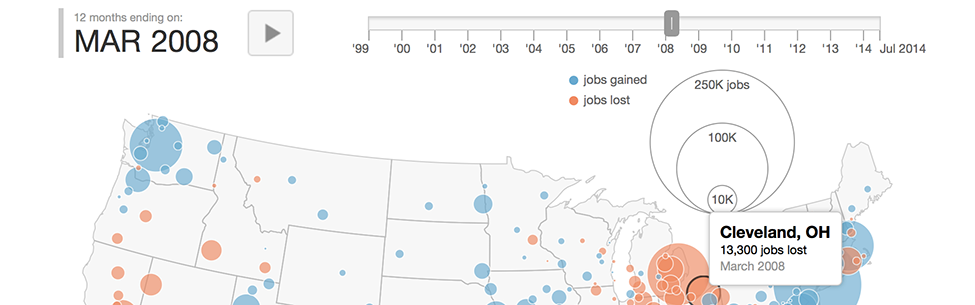 12 months ending on:
MAR 2008
'99 '00 '01 '02 '03 '04 '05 '06 '07 '08 '09 '10 '11 '12 '13 '14 Jul 2014
jobs gained
jobs lost
250K jobs
100K
10K
Cleveland, OH
13,300 jobs lost
March 2008